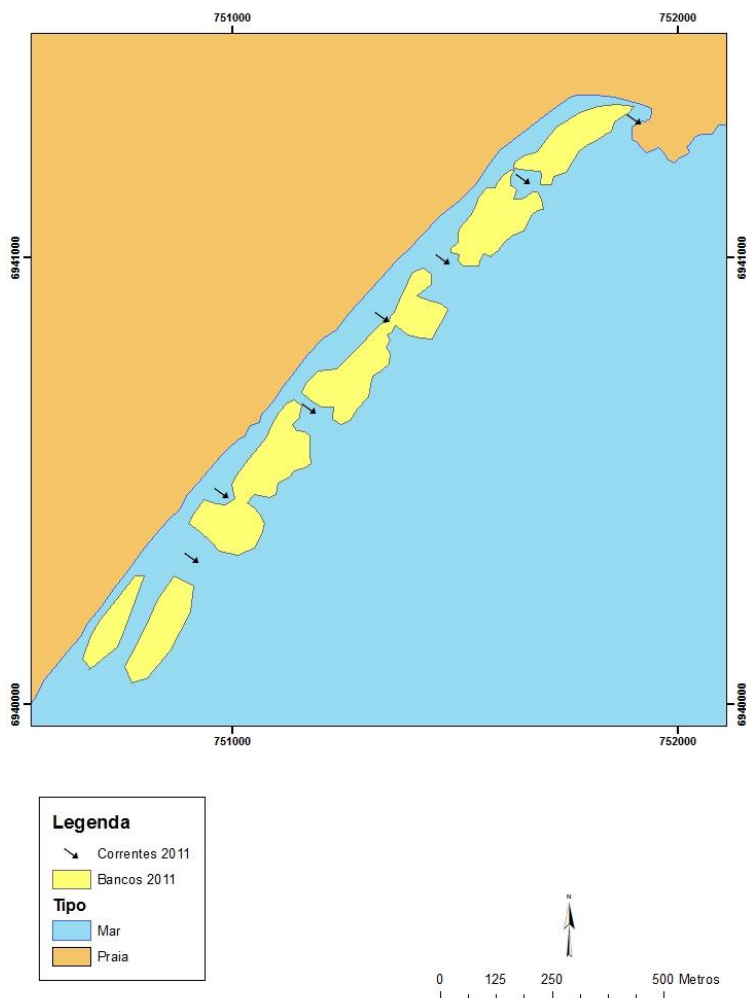 751000 752000
6941000 6941000
6940000 6940000
751000 752000
Legenda
Correntes 2011
Bancos 2011
Tipo
Mar
Praia
N
0 125 250 500 Metros